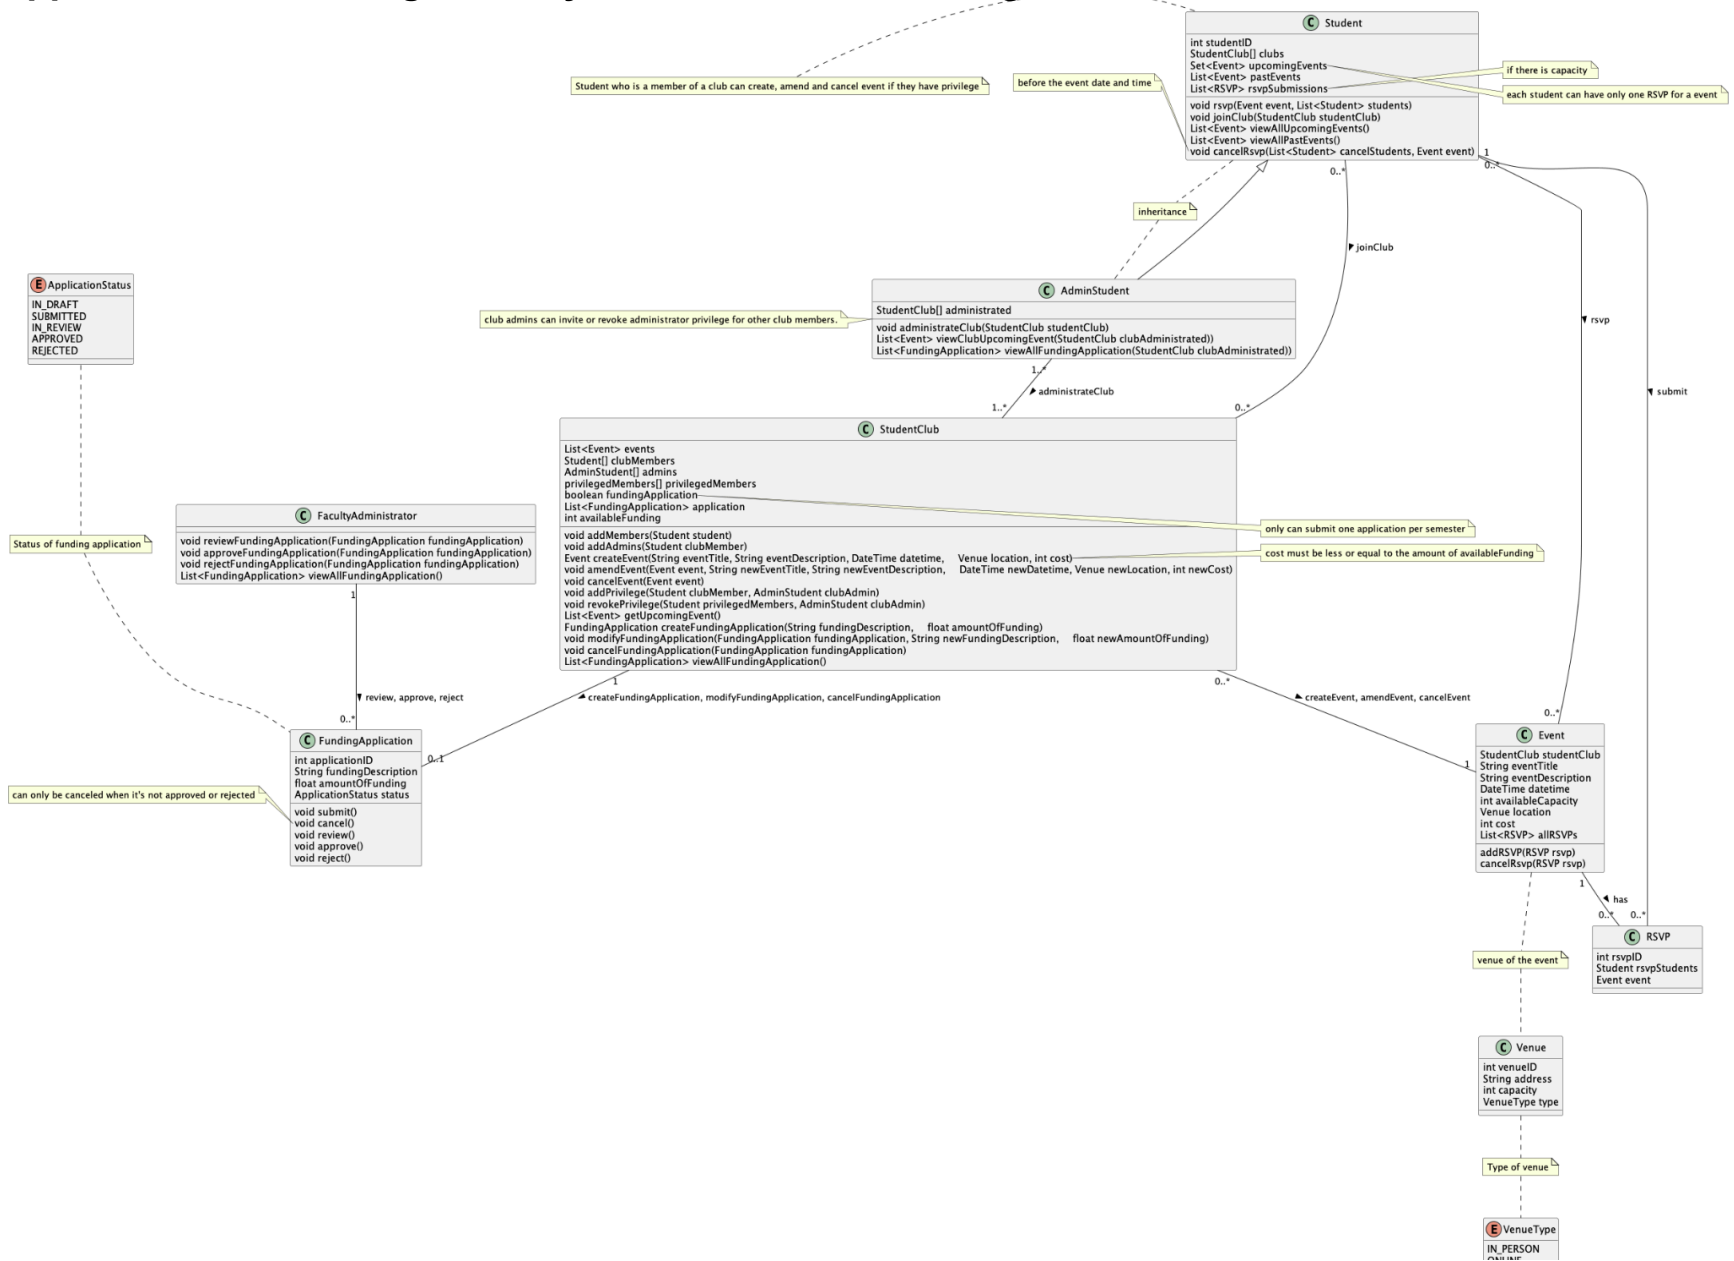 C Student
int studentID
StudentClub[] clubs
Set<Event> upcomingEvents
List<Event> pastEvents
List<RSVP> rsvpSubmissions
void rsvp(Event event, List<Student> students)
void joinClub(StudentClub studentClub)
List<Event> viewAllUpcomingEvents()
List<Event> viewAllPastEvents()
void cancelRsvp(List<Student> cancelStudents, Event event)
Student who is a member of a club can create, amend and cancel event if they have privilege
before the event date and time
if there is capacity
each student can have only one RSVP for a event
1
0..*
0..*
inheritance
joinClub
rsvp
submit
E ApplicationStatus
IN_DRAFT
SUBMITTED
IN_REVIEW
APPROVED
REJECTED
C AdminStudent
StudentClub[] administrated
void administrateClub(StudentClub studentClub)
List<Event> viewClubUpcomingEvent(StudentClub clubAdministrated))
List<FundingApplication> viewAllFundingApplication(StudentClub clubAdministrated))
club admins can invite or revoke administrator privilege for other club members.
1..*
administrateClub
1..*
0..*
C StudentClub
List<Event> events
Student[] clubMembers
AdminStudent[] admins
privilegedMembers[] privilegedMembers
boolean fundingApplication
List<FundingApplication> application
int availableFunding
void addMembers(Student student)
void addAdmins(Student clubMember)
Event createEvent(String eventTitle, String eventDescription, DateTime datetime, Venue location, int cost)
void amendEvent(Event event, String newEventTitle, String newEventDescription, DateTime newDatetime, Venue newLocation, int newCost)
void cancelEvent(Event event)
void addPrivilege(Student clubMember, AdminStudent clubAdmin)
void revokePrivilege(Student privilegedMembers, AdminStudent clubAdmin)
List<Event> getUpcomingEvent()
FundingApplication createFundingApplication(String fundingDescription, float amountOfFunding)
void modifyFundingApplication(FundingApplication fundingApplication, String newFundingDescription, float newAmountOfFunding)
void cancelFundingApplication(FundingApplication fundingApplication)
List<FundingApplication> viewAllFundingApplication()
only can submit one application per semester
cost must be less or equal to the amount of availableFunding
C FacultyAdministrator
void reviewFundingApplication(FundingApplication fundingApplication)
void approveFundingApplication(FundingApplication fundingApplication)
void rejectFundingApplication(FundingApplication fundingApplication)
List<FundingApplication> viewAllFundingApplication()
Status of funding application
1
review, approve, reject
0..*
1
createFundingApplication, modifyFundingApplication, cancelFundingApplication
0..1
0..*
createEvent, amendEvent, cancelEvent
1
0..*
C FundingApplication
int applicationID
String fundingDescription
float amountOfFunding
ApplicationStatus status
void submit()
void cancel()
void review()
void approve()
void reject()
can only be canceled when it's not approved or rejected
C Event
StudentClub studentClub
String eventTitle
String eventDescription
DateTime datetime
int availableCapacity
Venue location
int cost
List<RSVP> allRSVPs
addRSVP(RSVP rsvp)
cancelRsvp(RSVP rsvp)
1
has
0..*
0..*
C RSVP
int rsvpID
Student rsvpStudents
Event event
venue of the event
C Venue
int venueID
String address
int capacity
VenueType type
Type of venue
E VenueType
IN_PERSON